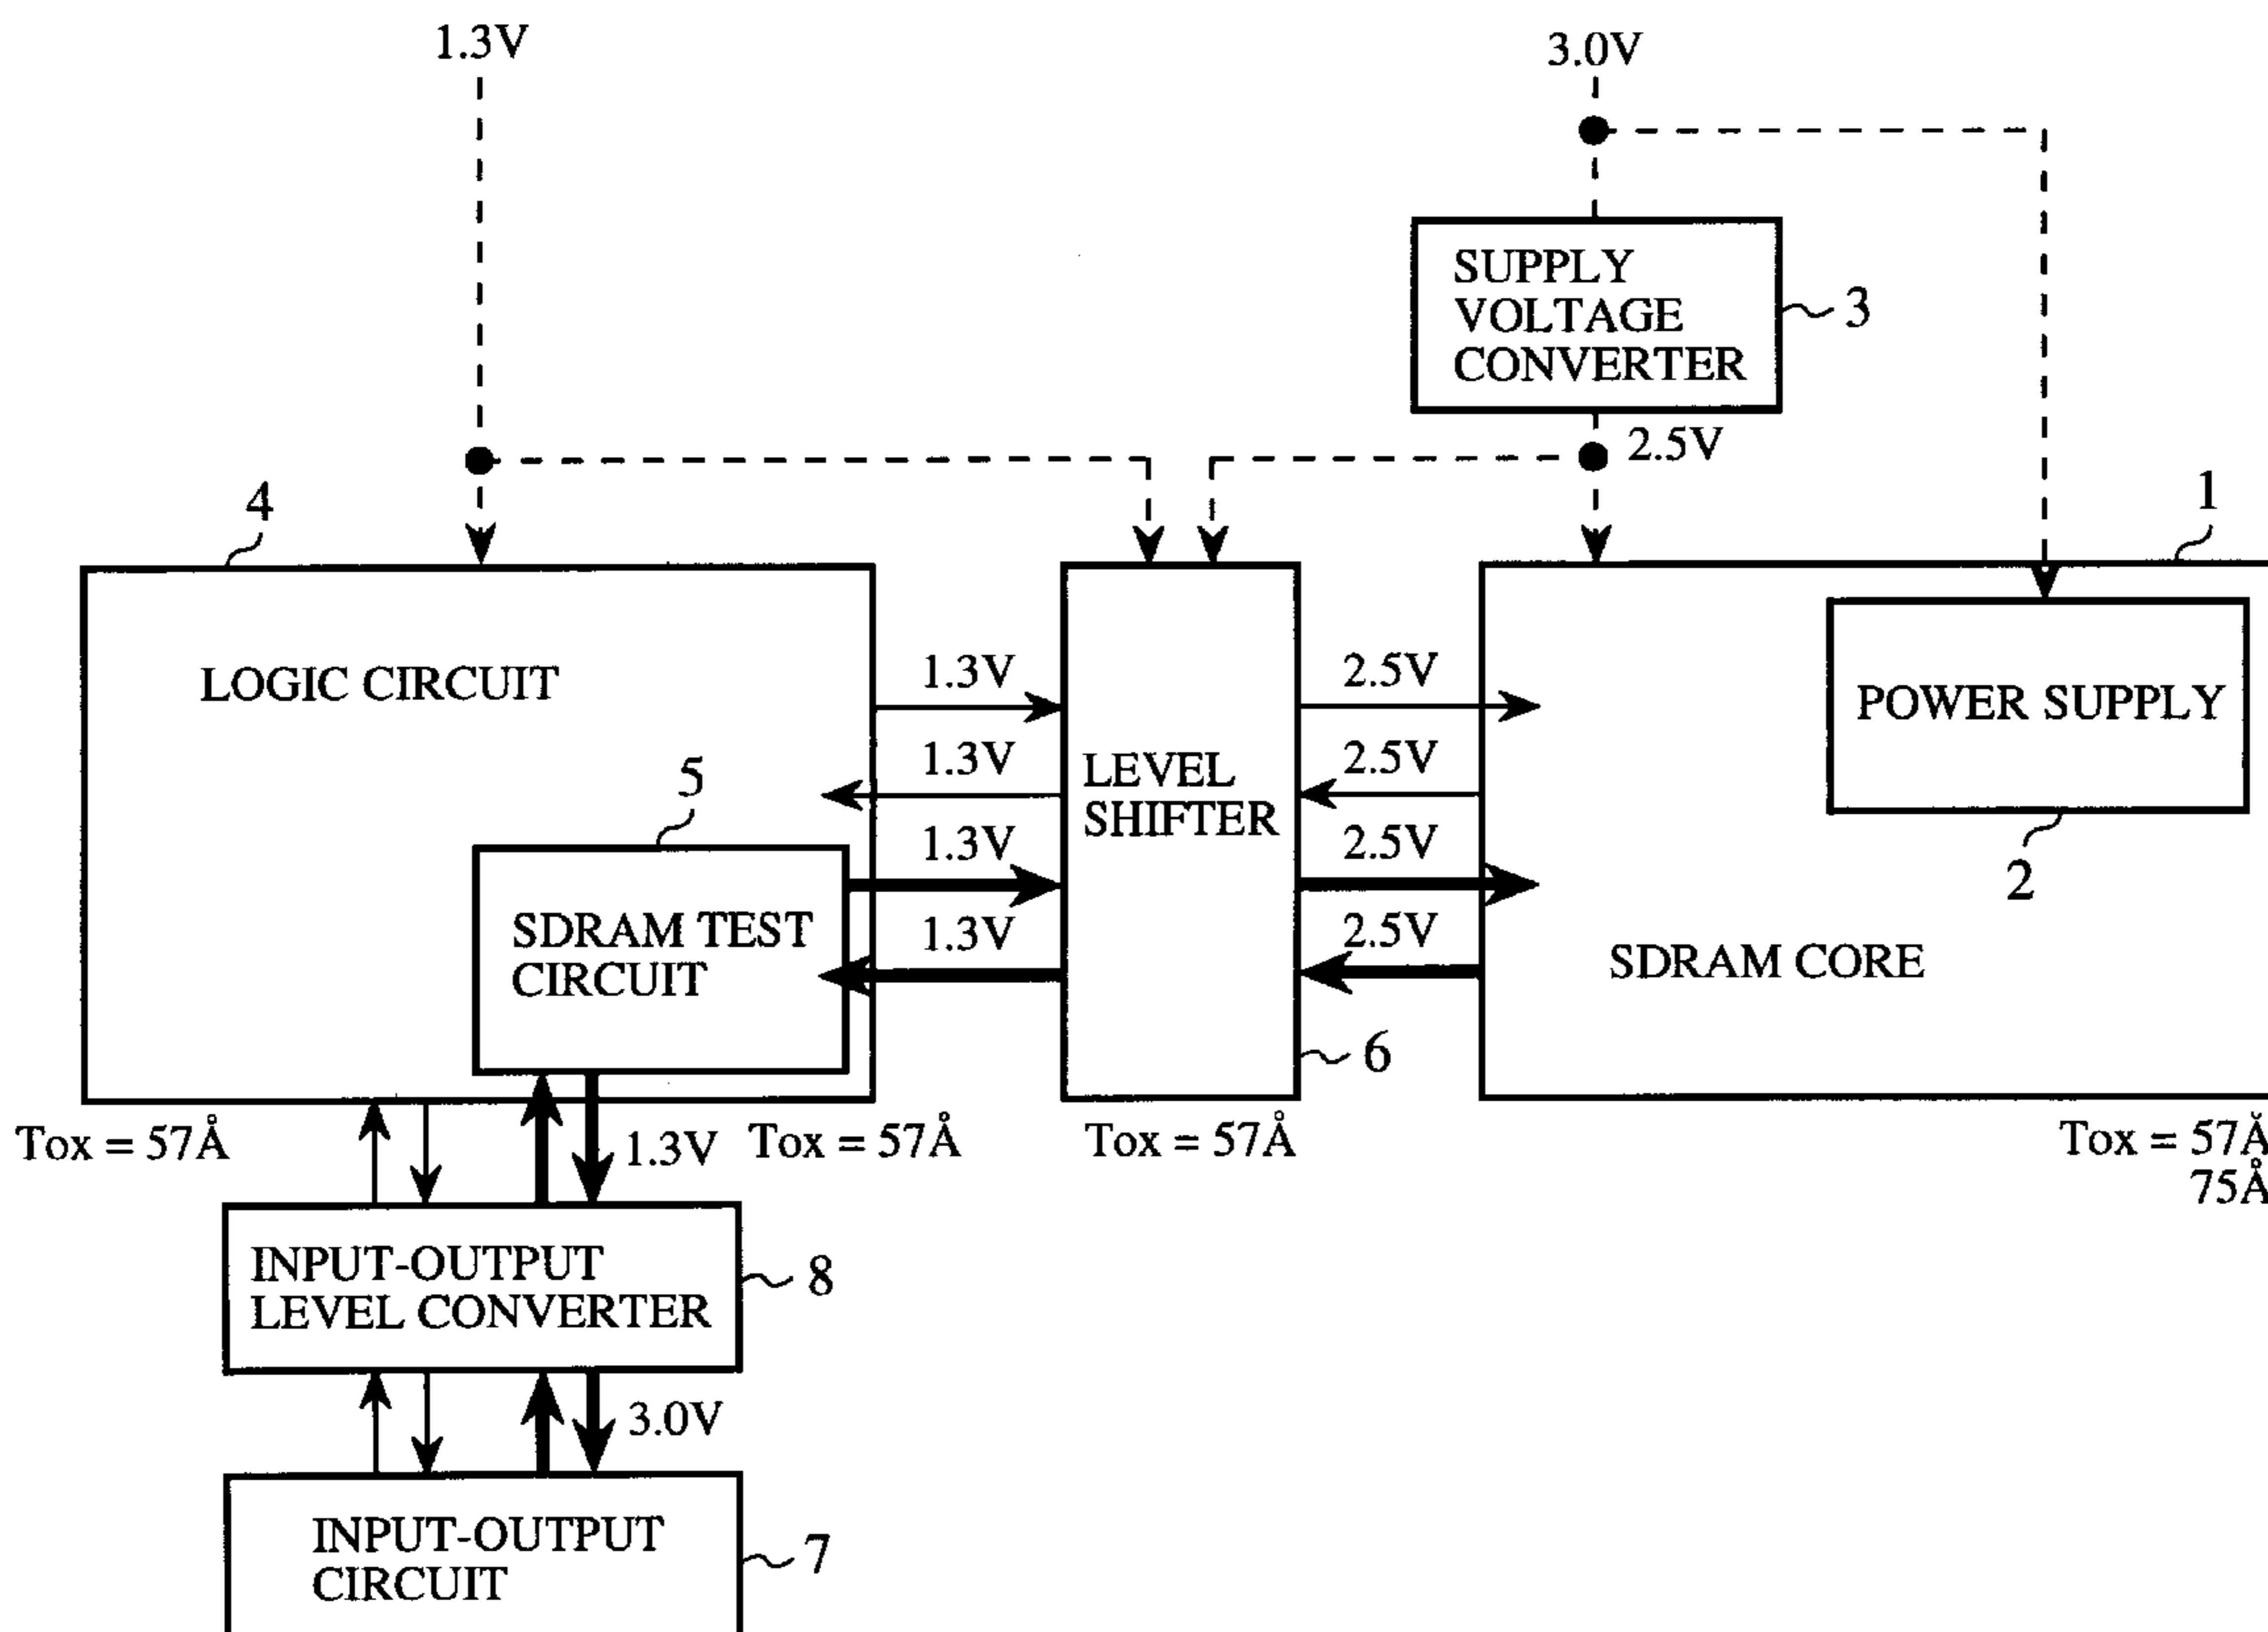 1.3V
3.0V
SUPPLY
VOLTAGE
CONVERTER
3
2.5V
4
1
LOGIC CIRCUIT
1.3V
2.5V
POWER SUPPLY
1.3V
2.5V
LEVEL
SHIFTER
5
1.3V
2.5V
2
SDRAM TEST
CIRCUIT
1.3V
2.5V
SDRAM CORE
6
Tox = 57Å
1.3V
Tox = 57Å
Tox = 57Å
Tox = 57Å
75Å
INPUT-OUTPUT
LEVEL CONVERTER
8
3.0V
INPUT-OUTPUT
CIRCUIT
7